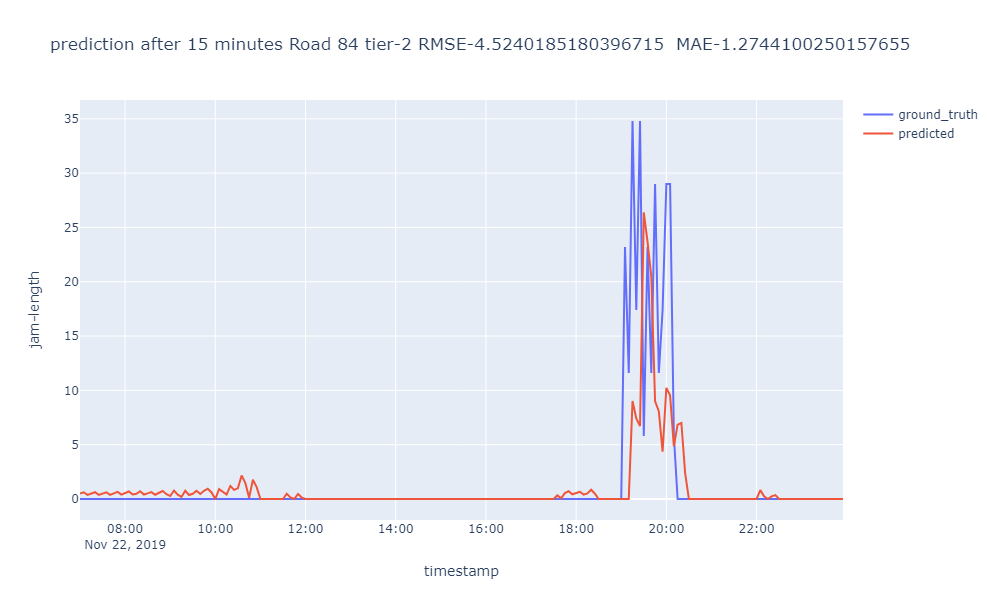 prediction after 15 minutes Road 84 tier-2 RMSE-4.5240185180396715  MAE-1.2744100250157655
ground_truth
predicted
35
30
25
20
15
10
5
0
jam-length
08:00 10:00 12:00 14:00 16:00 18:00 20:00 22:00
Nov 22, 2019
timestamp